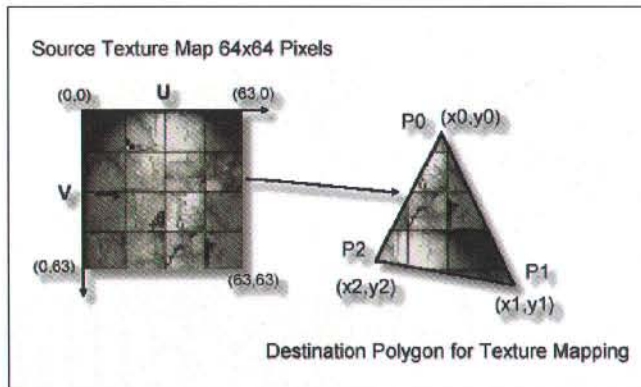 Source Texture Map 64x64 Pixels
(0,0) U (63,0)
V
(0,63) (63,63)
P0 (x0,y0)
P2 P1
(x2,y2) (x1,y1)
Destination Polygon for Texture Mapping